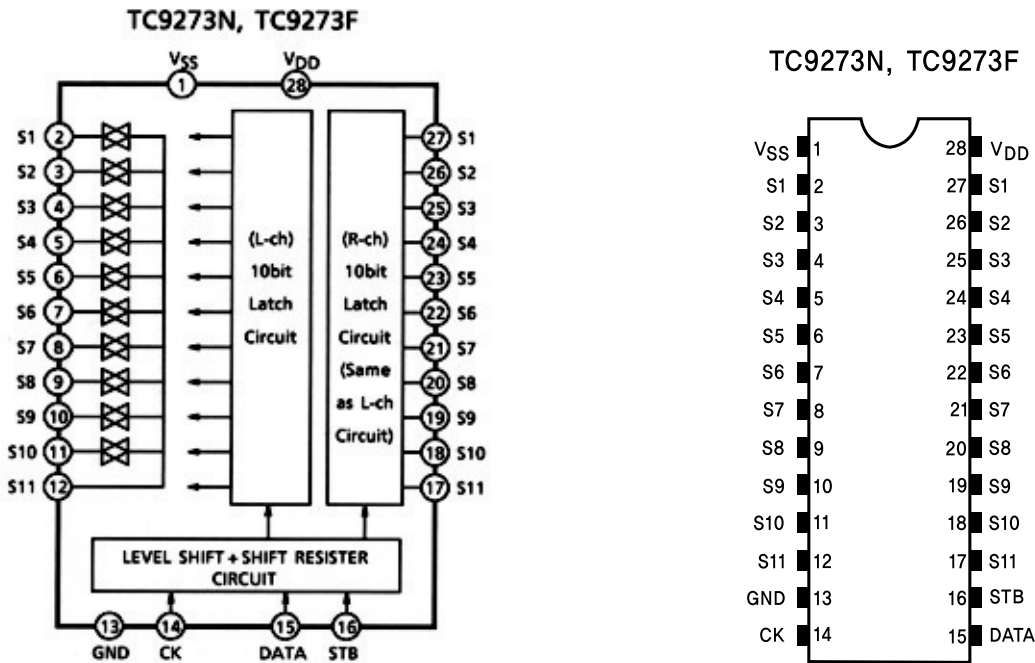 TC9273N, TC9273F
VSS VDD
1 28
S1 2 27 S1
S2 3 26 S2
S3 4 25 S3
S4 5 24 S4
S5 6 23 S5
S6 7 22 S6
S7 8 21 S7
S8 9 20 S8
S9 10 19 S9
S10 11 18 S10
S11 12 17 S11
(L-ch)
10bit
Latch
Circuit
(R-ch)
10bit
Latch
Circuit
(Same
as L-ch
Circuit)
LEVEL SHIFT + SHIFT RESISTER
CIRCUIT
13 14 15 16
GND CK DATA STB
TC9273N, TC9273F
VSS 1 28 VDD
S1 2 27 S1
S2 3 26 S2
S3 4 25 S3
S4 5 24 S4
S5 6 23 S5
S6 7 22 S6
S7 8 21 S7
S8 9 20 S8
S9 10 19 S9
S10 11 18 S10
S11 12 17 S11
GND 13 16 STB
CK 14 15 DATA